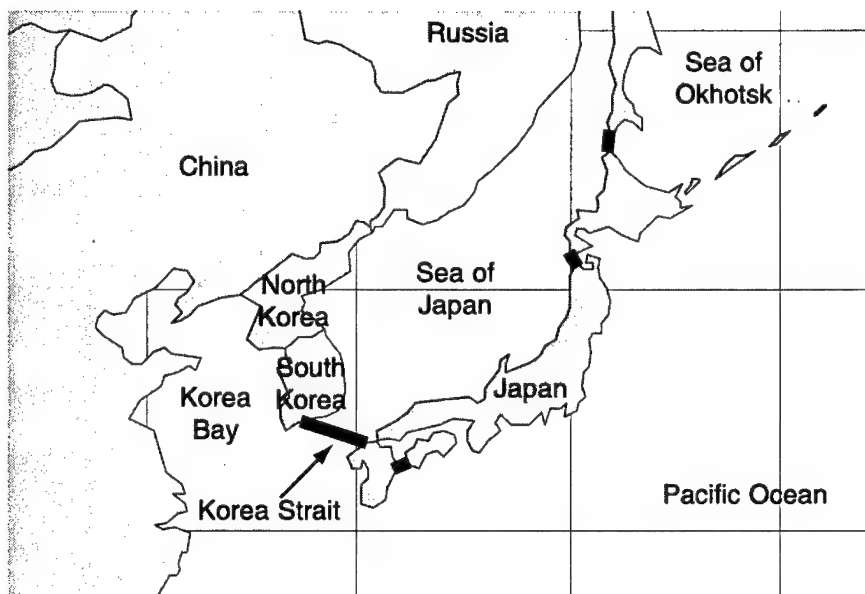 Russia
Sea of
Okhotsk
China
Sea of
Japan
North
Korea
South
Korea
Japan
Korea
Bay
Korea Strait
Pacific Ocean